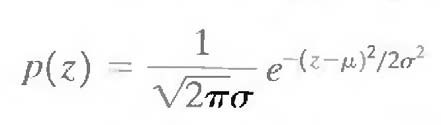 p(z) = \frac{1}{\sqrt{2\pi}\sigma} e^{-(z-\mu)^2/2\sigma^2}